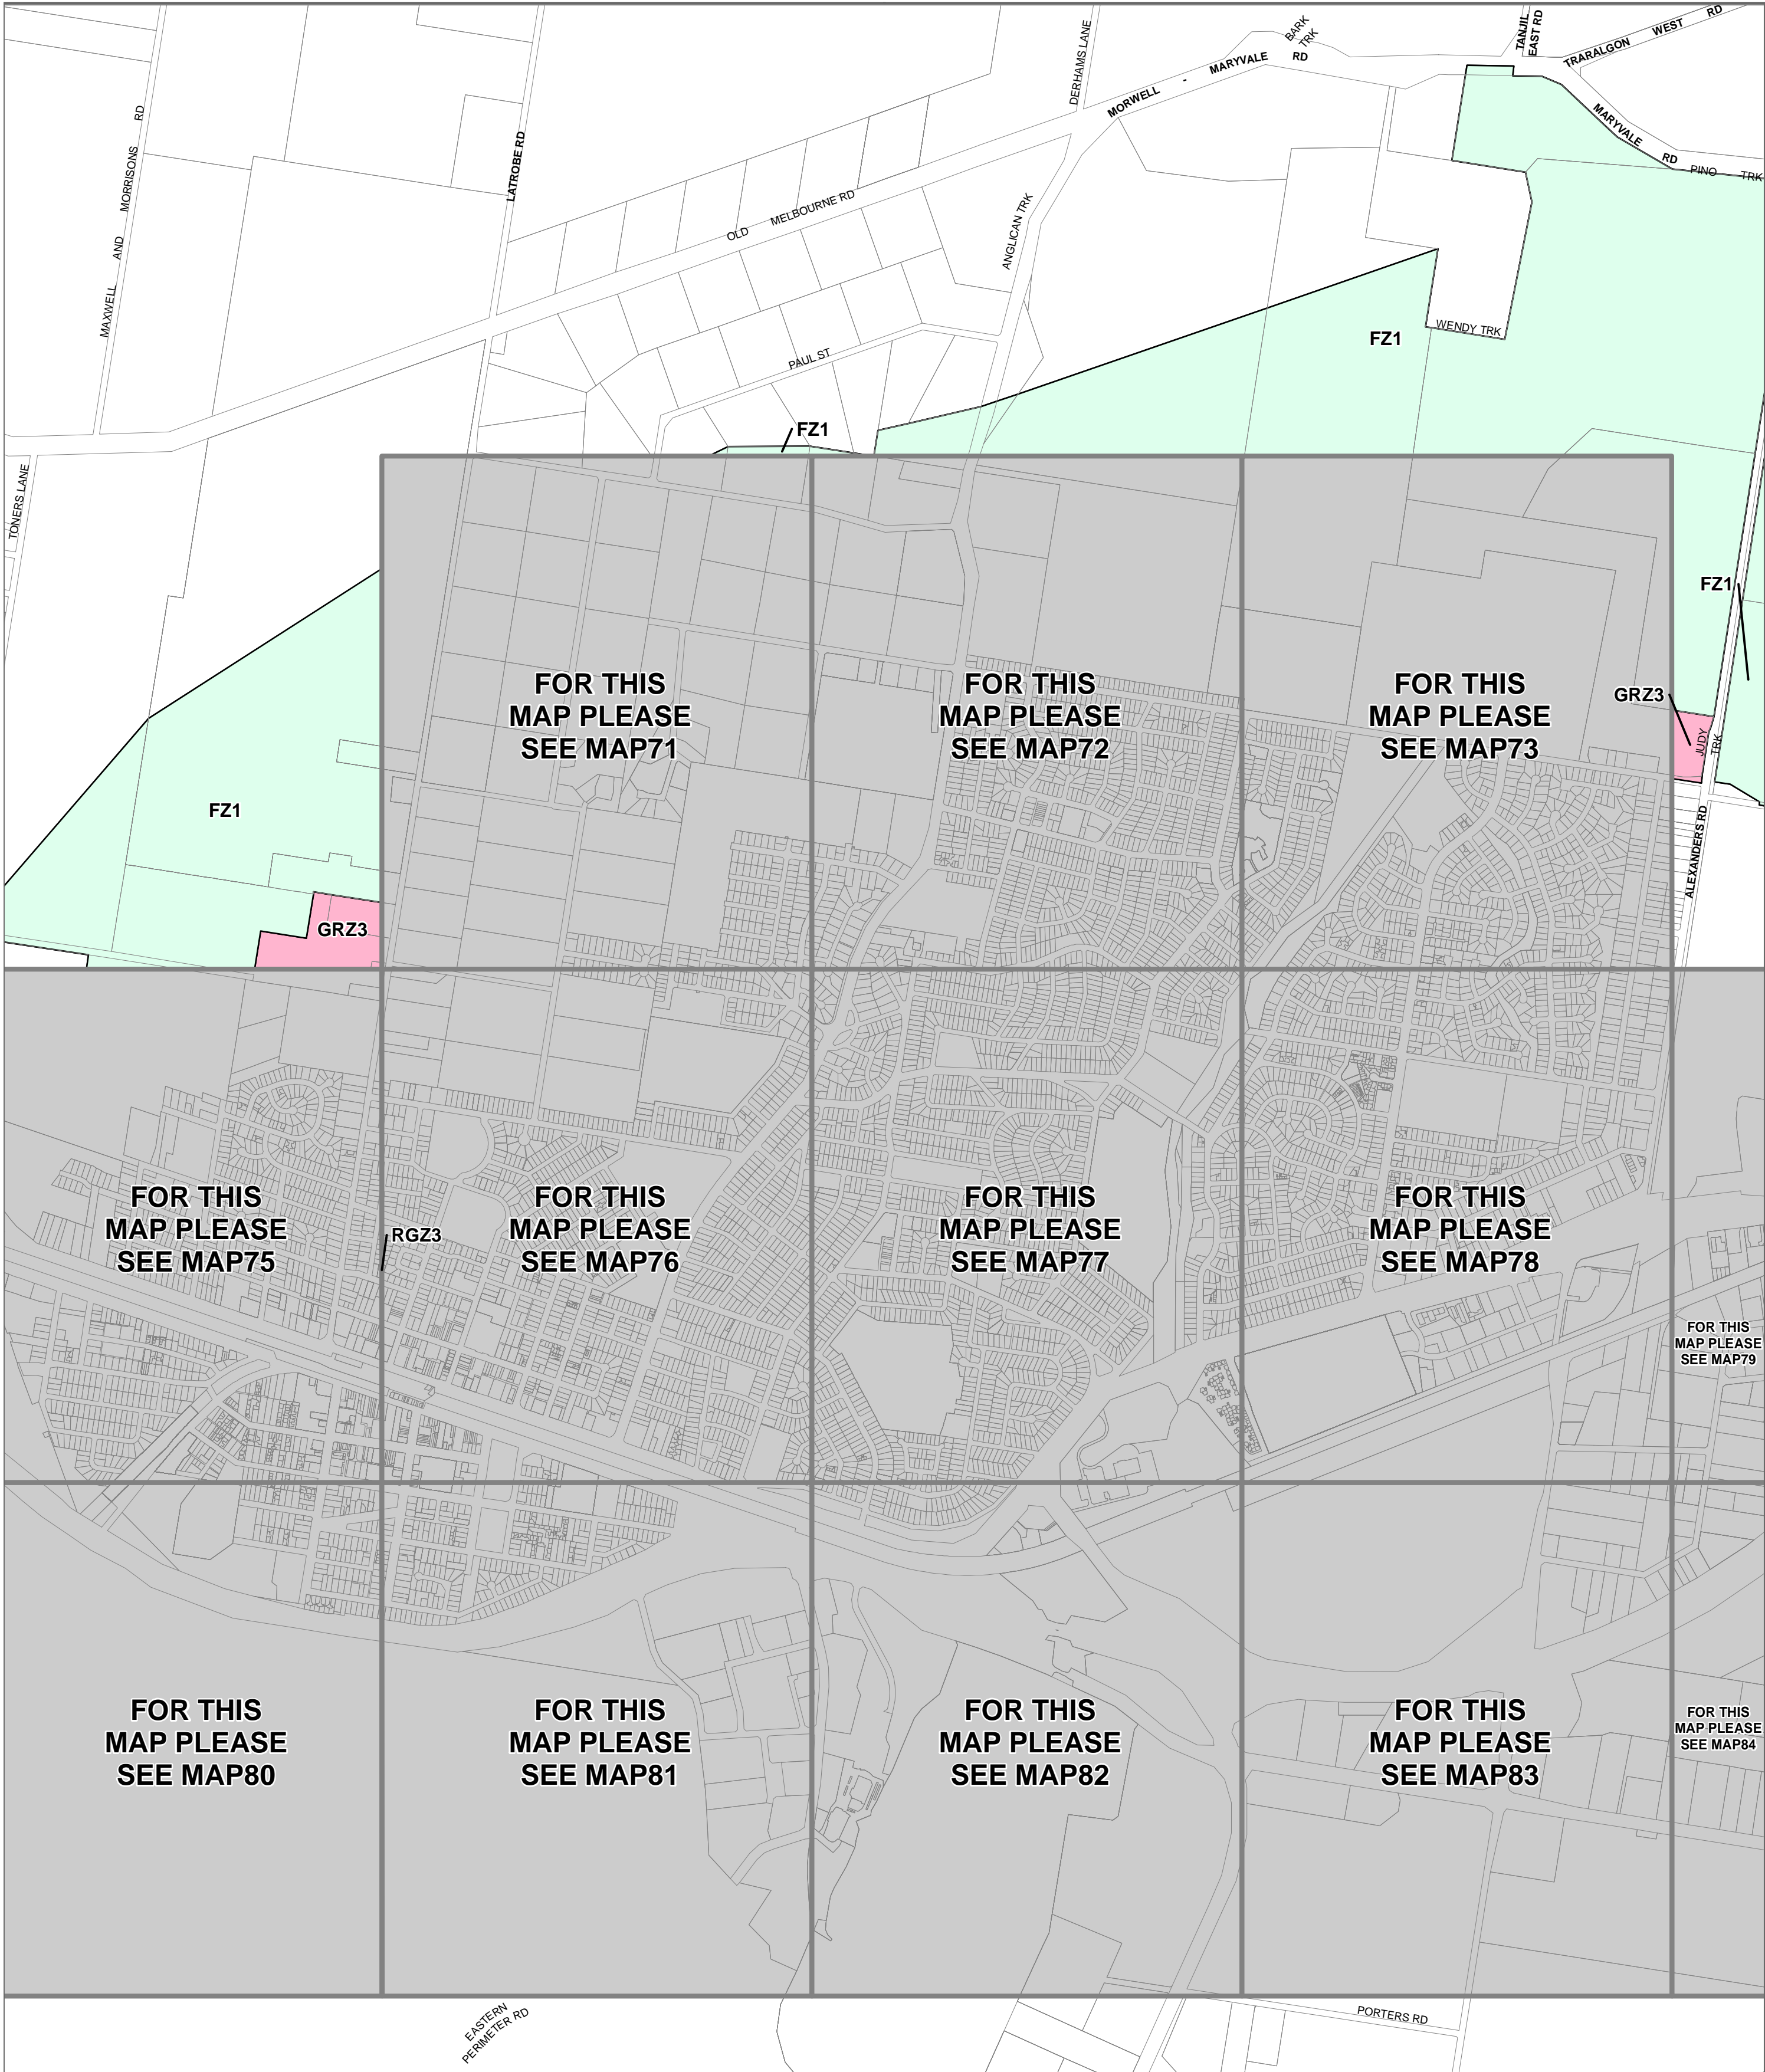 BARK
TRK
TANJIL
EAST RD
TRARALGON WEST RD
DERHAMS LANE
MORWELL - MARYVALE RD
MARYVALE RD
PINO TRK
MAXWELL AND MORRISONS RD
LATROBE RD
OLD MELBOURNE RD
ANGLICAN TRK
WENDY TRK
FZ1
PAUL ST
FZ1
TONERS LANE
FZ1
FOR THIS
MAP PLEASE
SEE MAP71
FOR THIS
MAP PLEASE
SEE MAP72
FOR THIS
MAP PLEASE
SEE MAP73
GRZ3
JUDY
TRK
FZ1
ALEXANDERS RD
GRZ3
FOR THIS
MAP PLEASE
SEE MAP75
RGZ3
FOR THIS
MAP PLEASE
SEE MAP76
FOR THIS
MAP PLEASE
SEE MAP77
FOR THIS
MAP PLEASE
SEE MAP78
FOR THIS
MAP PLEASE
SEE MAP79
FOR THIS
MAP PLEASE
SEE MAP80
FOR THIS
MAP PLEASE
SEE MAP81
FOR THIS
MAP PLEASE
SEE MAP82
FOR THIS
MAP PLEASE
SEE MAP83
FOR THIS
MAP PLEASE
SEE MAP84
EASTERN
PERIMETER RD
PORTERS RD